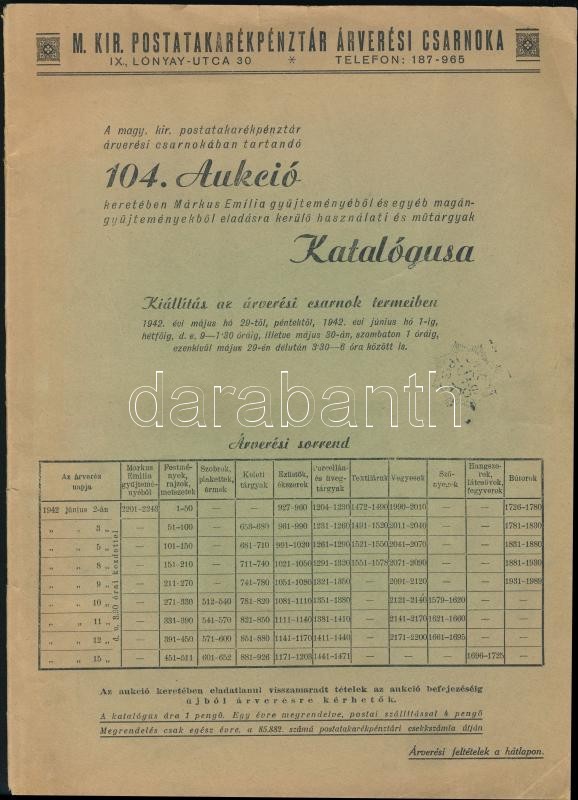 M. KIR. POSTATAKARÉKPÉNZTÁR ÁRVERÉSI CSARNOKA
IX., LÓNYAY-UTCA 30 * TELEFON: 187-965
A magy. kir. postatakarékpénztár
árverési csarnokában tartandó
104. Aukció
keretében Márkus Emília gyűjteményéből és egyéb magán-
gyűjteményekből eladásra kerülő használati és műtárgyak
Katalógusa
Kiállítás az árverési csarnok termeiben
1942. évi május hó 29-től, péntektől, 1942. évi június hó 1-ig,
hétfőig, d. e. 9—1·30 óráig, illetve május 30-án, szombaton 1 óráig,
ezenkívül május 29-én délután 3·30—6 óra között is.
darabanth
Árverési sorrend
Az árverés napja | Márkus Emília gyűjteményéből | Festmények, rajzok, metszetek | Szobrok, plakettek, érmek | Keleti tárgyak | Ezüstök, ékszerek | Porcellán- és üvegtárgyak | Textiláruk | Vegyesek | Szőnyegek | Hangszerek, látcsövek, fegyverek | Bútorok
1942 június 2-án | 2201-2243 | 1-50 | — | — | 927-960 | 1204-1230 | 1472-1490 | 1990-2010 | — | — | 1726-1780
„ „ 3 „ | — | 51-100 | — | 653-680 | 961-990 | 1231-1260 | 1491-1520 | 2011-2040 | — | — | 1781-1830
„ „ 5 „ | — | 101-150 | — | 681-710 | 991-1020 | 1261-1290 | 1521-1550 | 2041-2070 | — | — | 1831-1880
„ „ 8 „ | — | 151-210 | — | 711-740 | 1021-1050 | 1291-1320 | 1551-1578 | 2071-2090 | — | — | 1881-1930
„ „ 9 „ | — | 211-270 | — | 741-780 | 1051-1080 | 1321-1350 | — | 2091-2120 | — | — | 1931-1989
„ „ 10 „ | — | 271-330 | 512-540 | 781-820 | 1081-1110 | 1351-1380 | — | 2121-2140 | 1579-1620 | — | —
„ „ 11 „ | — | 331-390 | 541-570 | 821-850 | 1111-1140 | 1381-1410 | — | 2141-2170 | 1621-1660 | — | —
„ „ 12 „ | — | 391-450 | 571-600 | 851-880 | 1141-1170 | 1411-1440 | — | 2171-2200 | 1661-1695 | — | —
„ „ 15 „ | — | 451-511 | 601-652 | 881-926 | 1171-1203 | 1441-1471 | — | — | — | 1696-1725 | —
d. u. 3.30 órai kezdettel
Az aukció keretében eladatlanul visszamaradt tételek az aukció befejezéséig
újból árverésre kérhetők.
A katalógus ára 1 pengő. Egy évre megrendelve, postai szállítással 4 pengő
Megrendelés csak egész évre, a 85.882. számú postatakarékpénztári csekkszámla útján
Árverési feltételek a hátlapon.